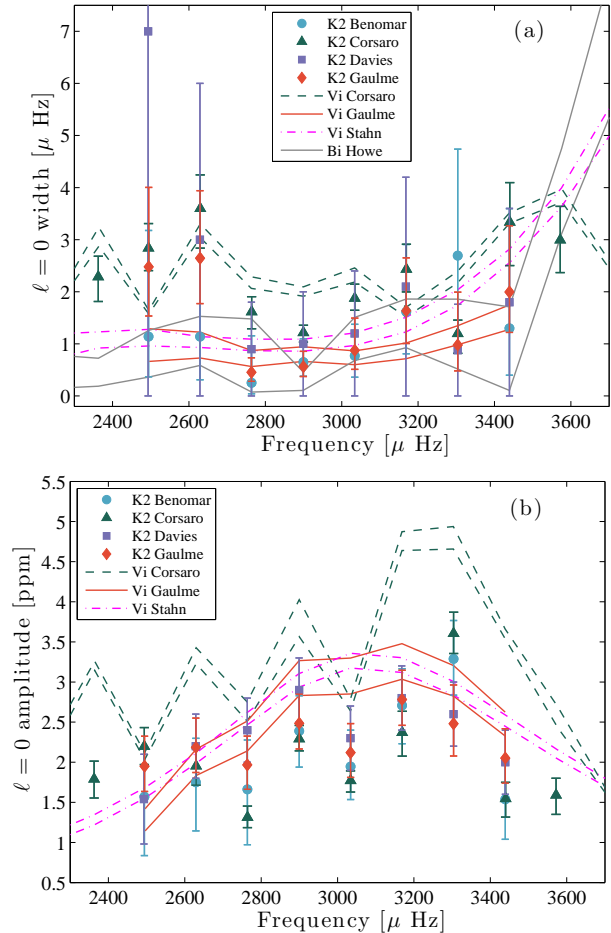 (a)
K2 Benomar
K2 Corsaro
K2 Davies
K2 Gaulme
Vi Corsaro
Vi Gaulme
Vi Stahn
Bi Howe
7
6
5
4
3
2
1
0
ℓ = 0 width [μ Hz]
2400 2600 2800 3000 3200 3400 3600
Frequency [μ Hz]
(b)
K2 Benomar
K2 Corsaro
K2 Davies
K2 Gaulme
Vi Corsaro
Vi Gaulme
Vi Stahn
5.5
5
4.5
4
3.5
3
2.5
2
1.5
1
0.5
ℓ = 0 amplitude [ppm]
2400 2600 2800 3000 3200 3400 3600
Frequency [μ Hz]